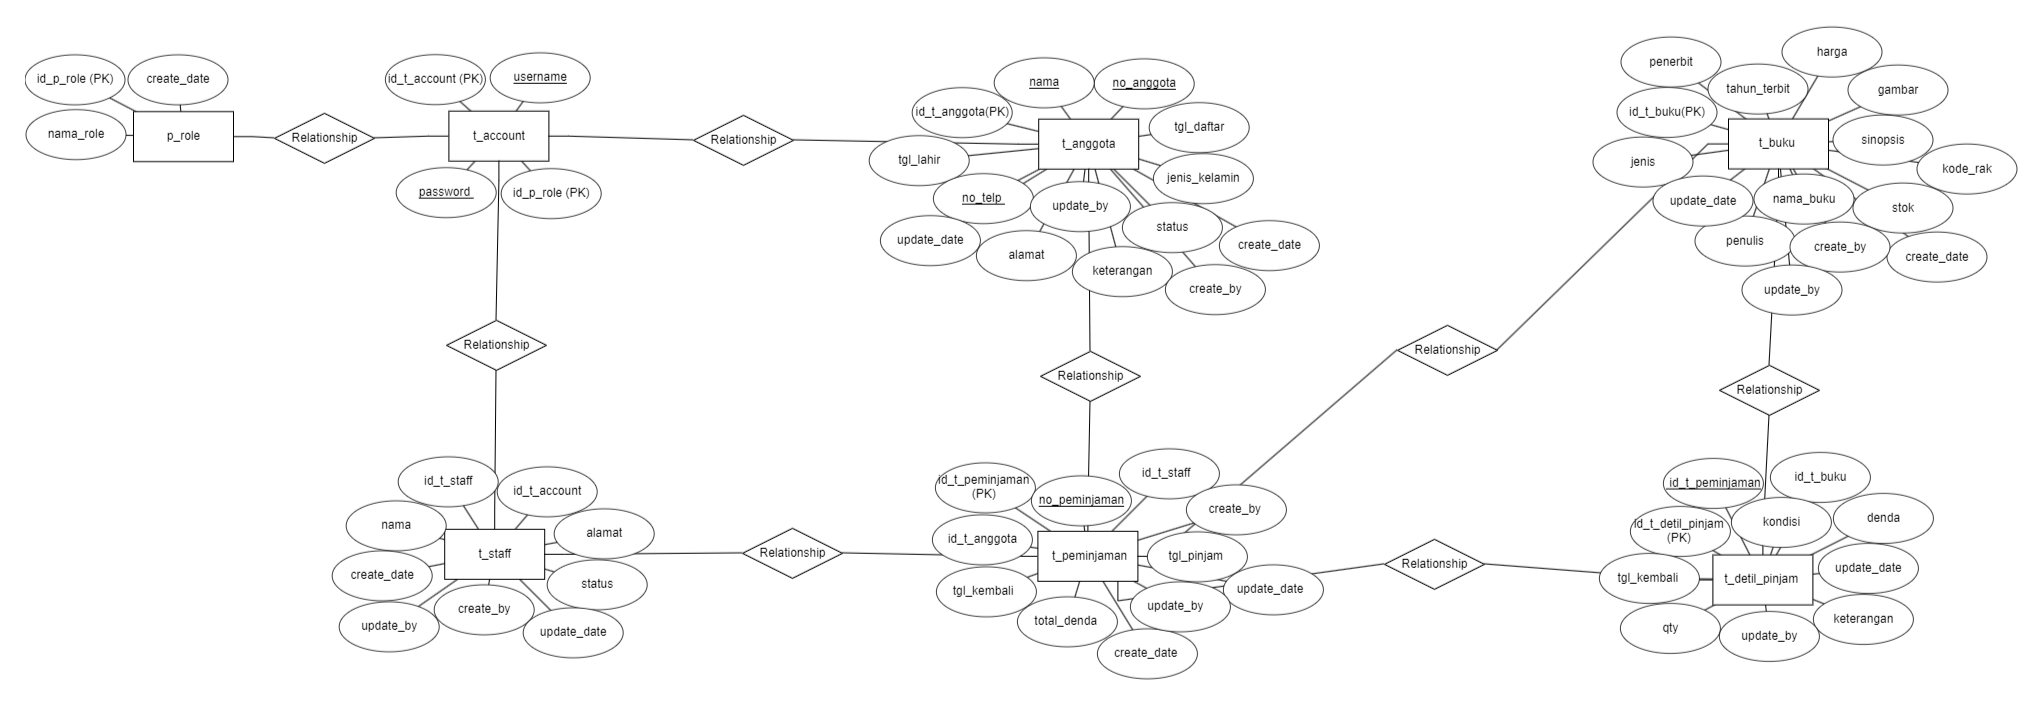 id_p_role (PK)
create_date
nama_role
p_role
Relationship
id_t_account (PK)
username
t_account
password
id_p_role (PK)
Relationship
nama
no_anggota
id_t_anggota(PK)
tgl_daftar
t_anggota
tgl_lahir
jenis_kelamin
no_telp
update_by
status
update_date
alamat
keterangan
create_date
create_by
penerbit
harga
tahun_terbit
gambar
id_t_buku(PK)
sinopsis
t_buku
jenis
kode_rak
update_date
nama_buku
stok
penulis
create_by
create_date
update_by
Relationship
Relationship
Relationship
Relationship
id_t_staff
id_t_account
nama
alamat
t_staff
create_date
status
create_by
update_by
update_date
Relationship
id_t_peminjaman
(PK)
no_peminjaman
id_t_staff
create_by
id_t_anggota
t_peminjaman
tgl_pinjam
tgl_kembali
update_by
update_date
total_denda
create_date
Relationship
id_t_peminjaman
id_t_buku
id_t_detil_pinjam
(PK)
kondisi
denda
tgl_kembali
t_detil_pinjam
update_date
qty
update_by
keterangan